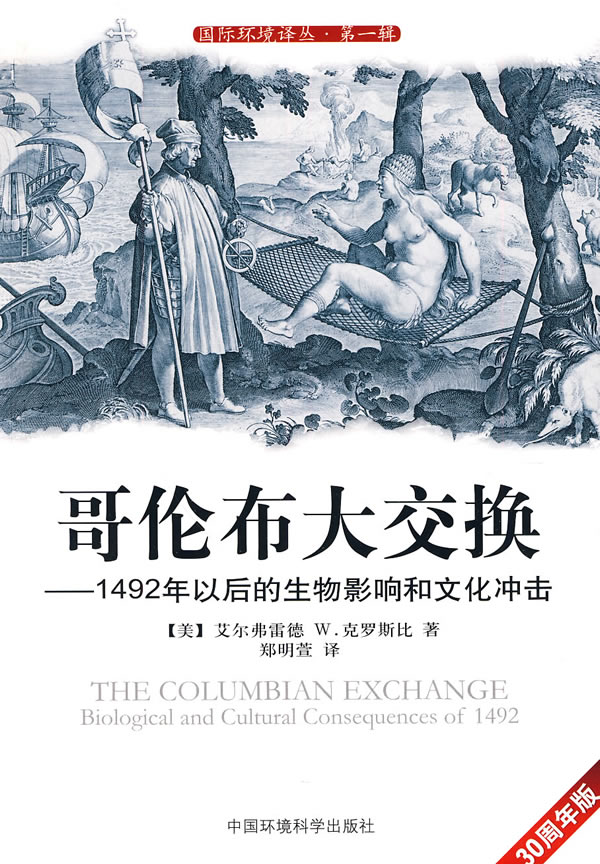 国际环境译丛·第一辑
哥伦布大交换
——1492年以后的生物影响和文化冲击
【美】艾尔弗雷德 W.克罗斯比 著
郑明萱 译
THE COLUMBIAN EXCHANGE
Biological and Cultural Consequences of 1492
30周年版
中国环境科学出版社